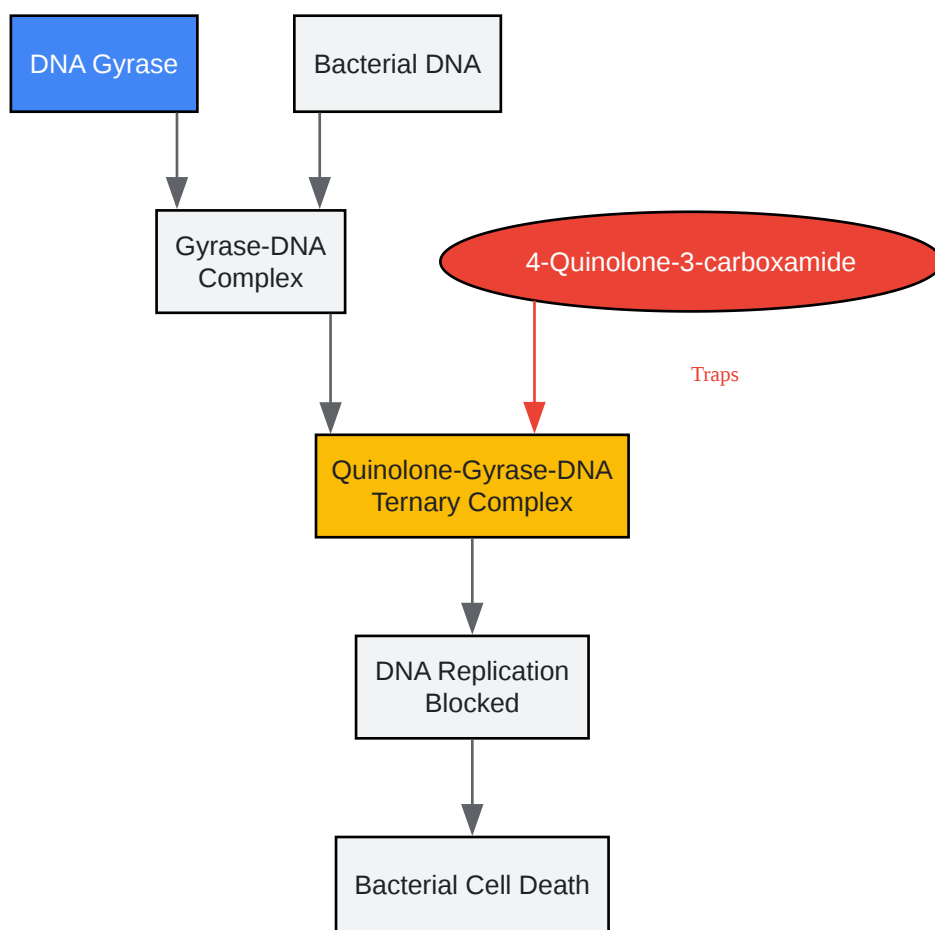 DNA Gyrase
Bacterial DNA
Gyrase-DNA
Complex
4-Quinolone-3-carboxamide
Traps
Quinolone-Gyrase-DNA
Ternary Complex
DNA Replication
Blocked
Bacterial Cell Death